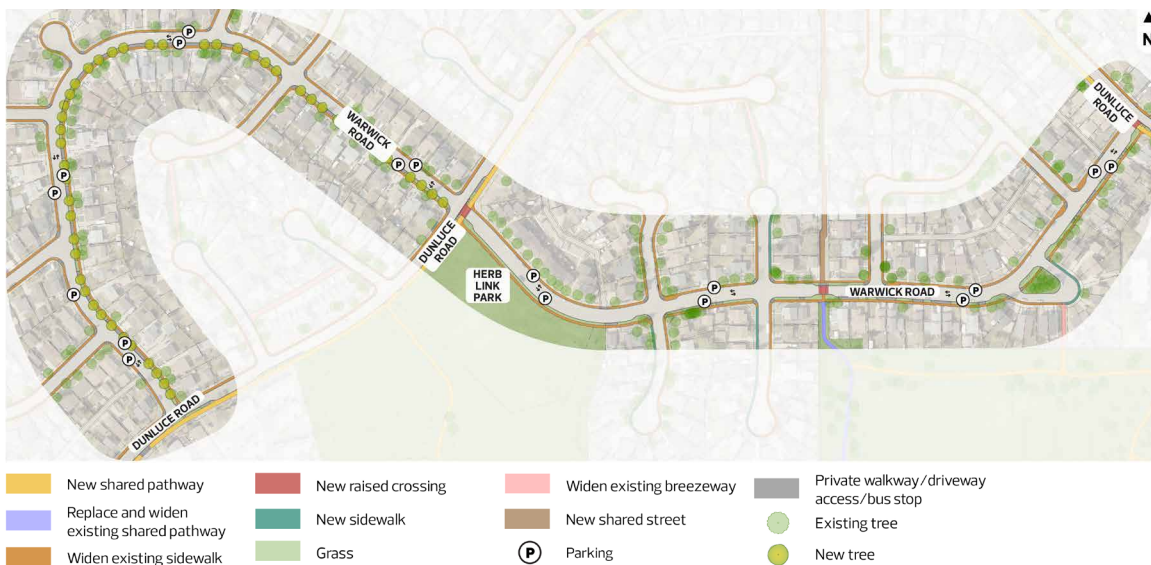 ▲
N
P
P
DUNLUCE
ROAD
WARWICK
ROAD
P P
P
P
P
P
DUNLUCE
ROAD
HERB
LINK
PARK
P
P
P
P
WARWICK ROAD
P
P
P
P
P
DUNLUCE ROAD
New shared pathway
New raised crossing
Widen existing breezeway
Private walkway/driveway
access/bus stop
Replace and widen
existing shared pathway
New sidewalk
New shared street
Existing tree
Widen existing sidewalk
Grass
P Parking
New tree